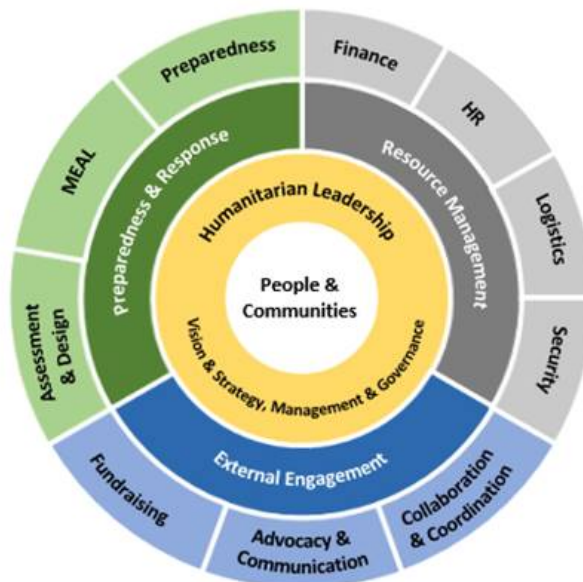 Preparedness
Finance
HR
Logistics
Security
Collaboration
& Coordination
Advocacy &
Communication
Fundraising
Assessment
& Design
MEAL
Preparedness & Response
Resource Management
External Engagement
Humanitarian Leadership
People &
Communities
Vision & Strategy, Management & Governance